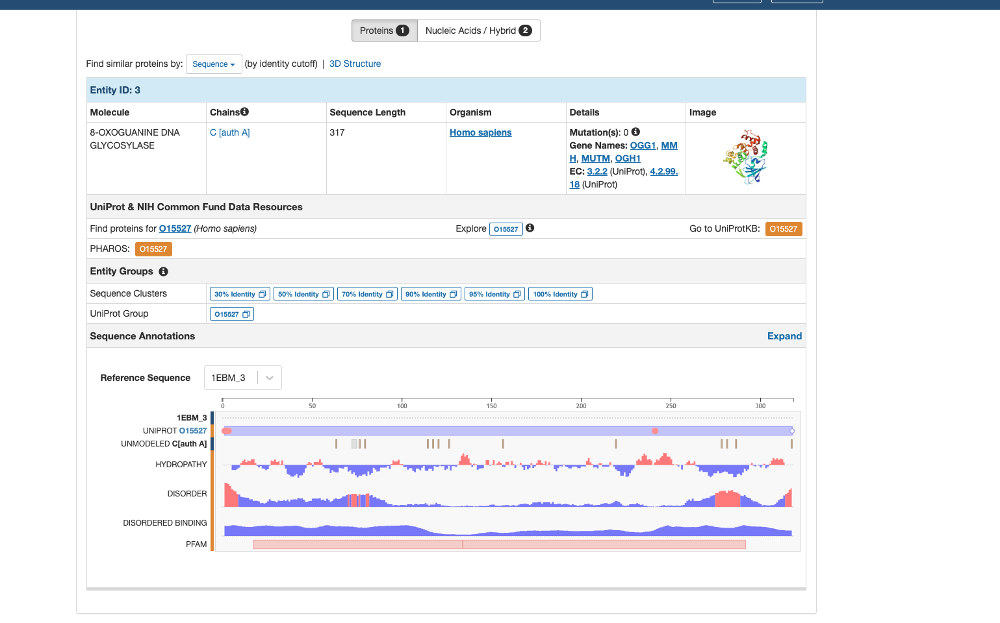 Proteins 1 Nucleic Acids / Hybrid 2
Find similar proteins by: Sequence (by identity cutoff) | 3D Structure
Entity ID: 3
Molecule Chains Sequence Length Organism Details Image
8-OXOGUANINE DNA GLYCOSYLASE
C [auth A]
317
Homo sapiens
Mutation(s): 0
Gene Names: OGG1, MM
H, MUTM, OGH1
EC: 3.2.2 (UniProt), 4.2.99.
18 (UniProt)
UniProt & NIH Common Fund Data Resources
Find proteins for O15527 (Homo sapiens) Explore O15527 Go to UniProtKB: O15527
PHAROS: O15527
Entity Groups
Sequence Clusters 30% Identity 50% Identity 70% Identity 90% Identity 95% Identity 100% Identity
UniProt Group O15527
Sequence Annotations Expand
Reference Sequence 1EBM_3
0 50 100 150 200 250 300
1EBM_3
UNIPROT O15527
UNMODELED C[auth A]
HYDROPATHY
DISORDER
DISORDERED BINDING
PFAM